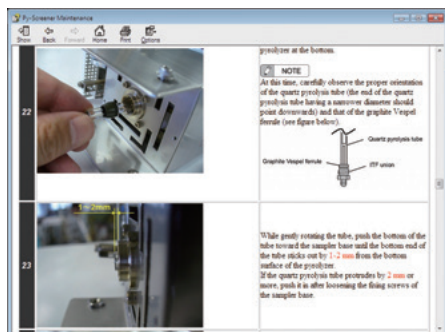 Py-Screener Maintenance
Show Back Forward Home Print Options
22
pyrolyzer at the bottom.
NOTE
At this time, carefully observe the proper orientation
of the quartz pyrolysis tube (the end of the quartz
pyrolysis tube having a narrower diameter should
point downwards) and that of the graphite Vespel
ferrule (see figure below).
Quartz pyrolysis tube
Graphite Vespel ferrule
ITF union
23
1~2mm
While gently rotating the tube, push the bottom of the
tube toward the sampler base until the bottom end of
the tube sticks out by 1-2 mm from the bottom
surface of the pyrolyzer.
If the quartz pyrolysis tube protrudes by 2 mm or
more, push it in after loosening the fixing screws of
the sampler base.